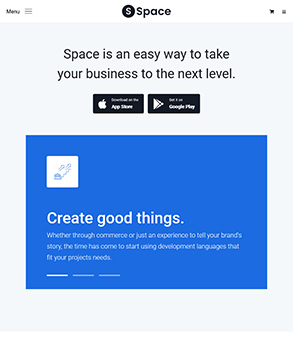 Menu
S Space
Space is an easy way to take
your business to the next level.
Download on the
App Store
Get it on
Google Play
Create good things.
Whether through commerce or just an experience to tell your brand's
story, the time has come to start using development languages that
fit your projects needs.